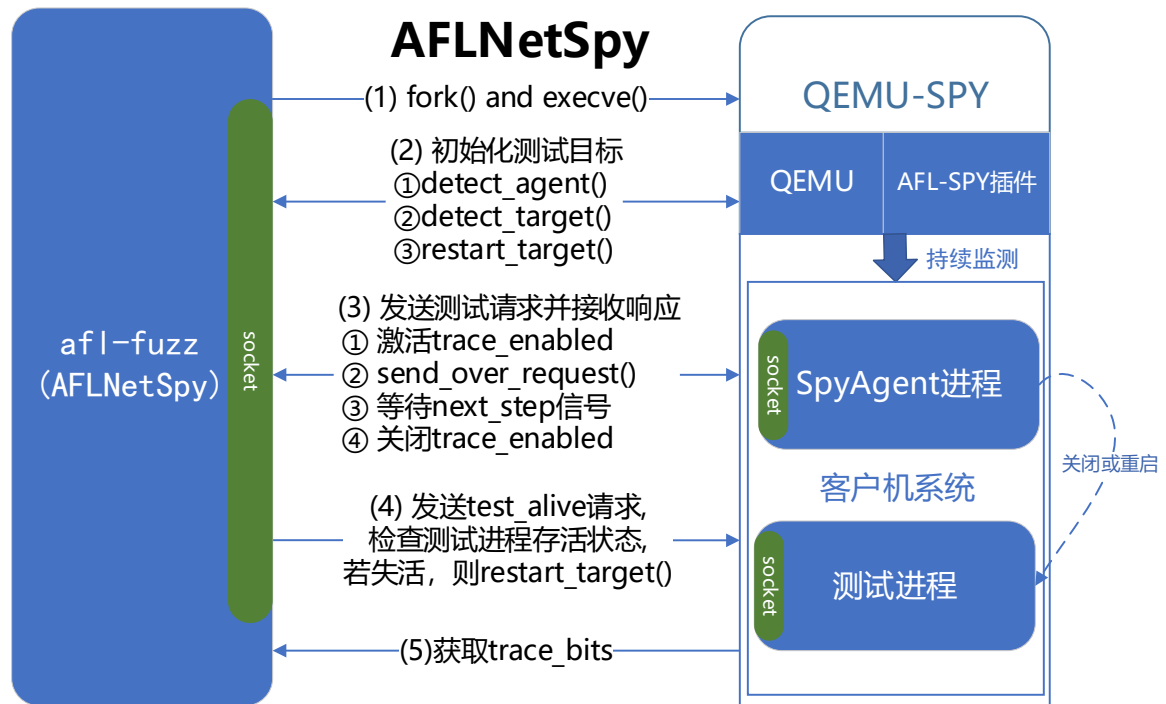 AFLNetSpy
afl-fuzz
(AFLNetSpy)
socket
(1) fork() and execve()
(2) 初始化测试目标
①detect_agent()
②detect_target()
③restart_target()
(3) 发送测试请求并接收响应
① 激活trace_enabled
② send_over_request()
③ 等待next_step信号
④ 关闭trace_enabled
(4) 发送test_alive请求,
检查测试进程存活状态,
若失活，则restart_target()
(5)获取trace_bits
QEMU-SPY
QEMU
AFL-SPY插件
持续监测
socket
SpyAgent进程
关闭或重启
客户机系统
socket
测试进程